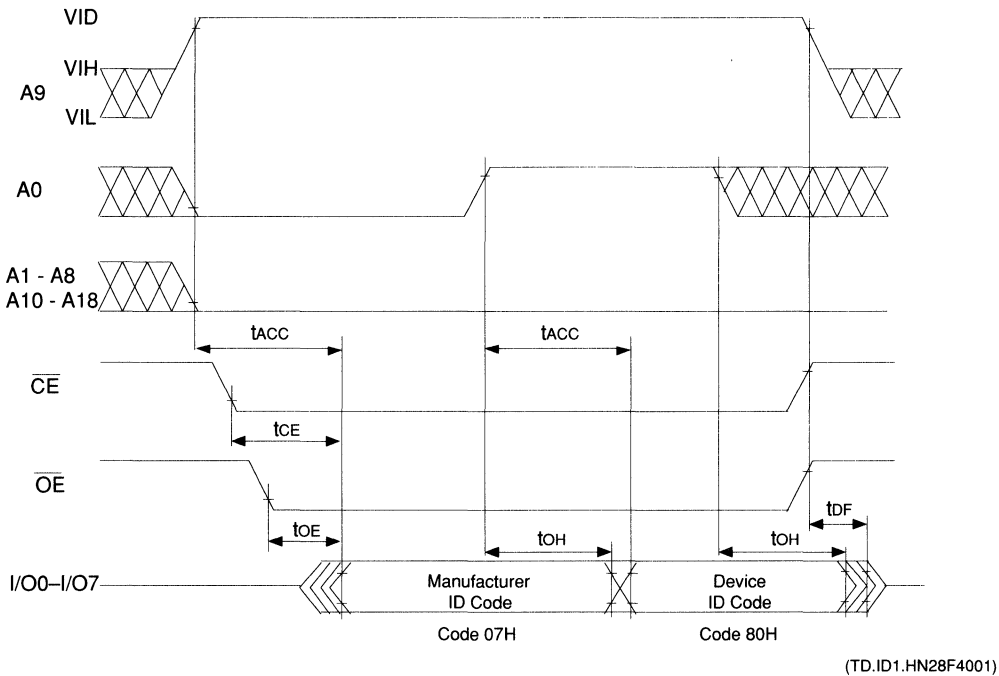 VID
VIH
A9
VIL
A0
A1 - A8
A10 - A18
tACC tACC
CE
tCE
OE
tOE tOH tOH tDF
I/O0–I/O7
Manufacturer
ID Code
Device
ID Code
Code 07H Code 80H
(TD.ID1.HN28F4001)